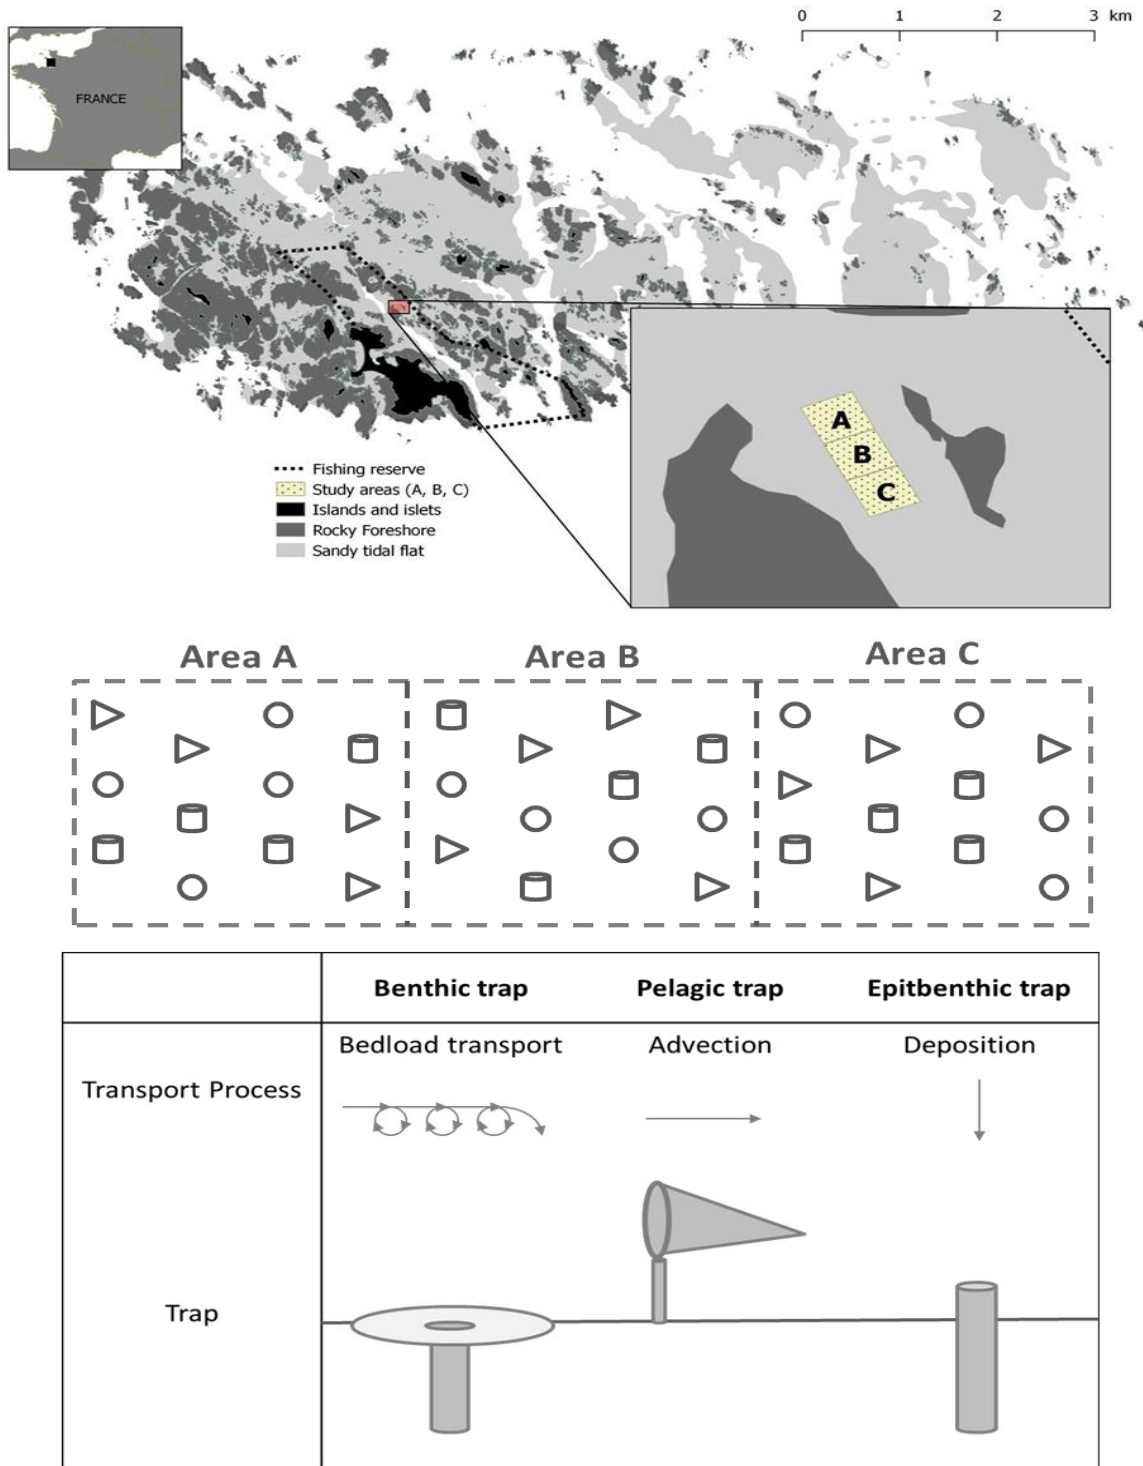 0 1 2 3 km
FRANCE
A
B
C
Fishing reserve
Study areas (A, B, C)
Islands and islets
Rocky Foreshore
Sandy tidal flat
Area A Area B Area C
Benthic trap Pelagic trap Epitbenthic trap
Bedload transport Advection Deposition
Transport Process
Trap